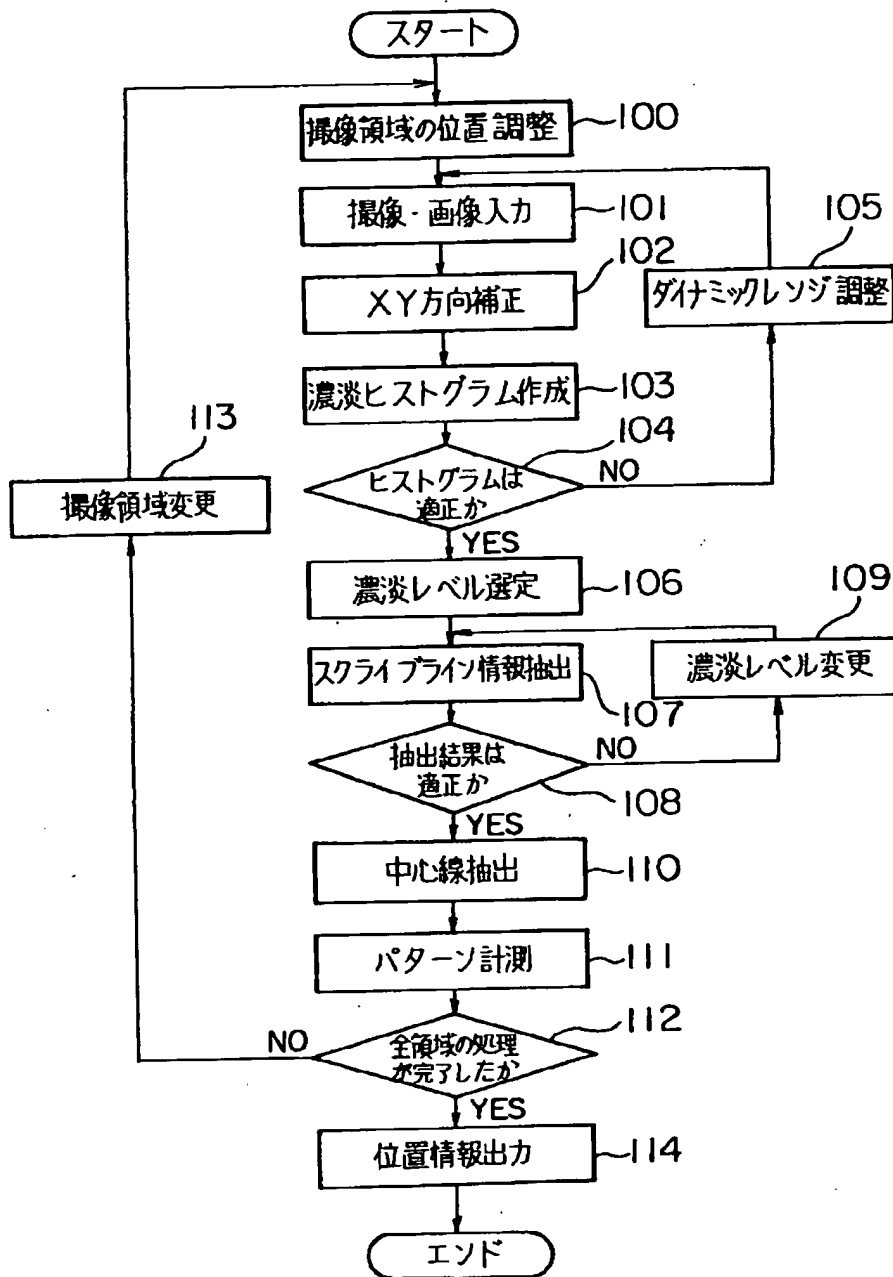 スタート
撮像領域の位置調整
100
撮像・画像入力
101
105
ダイナミックレンジ調整
102
XY方向補正
濃淡ヒストグラム作成
103
113
撮像領域変更
104
ヒストグラムは
適正か
NO
YES
濃淡レベル選定
106
109
濃淡レベル変更
スクライブライン情報抽出
107
抽出結果は
適正か
NO
108
YES
中心線抽出
110
パターン計測
111
112
NO
全領域の処理
が完了したか
YES
位置情報出力
114
エンド